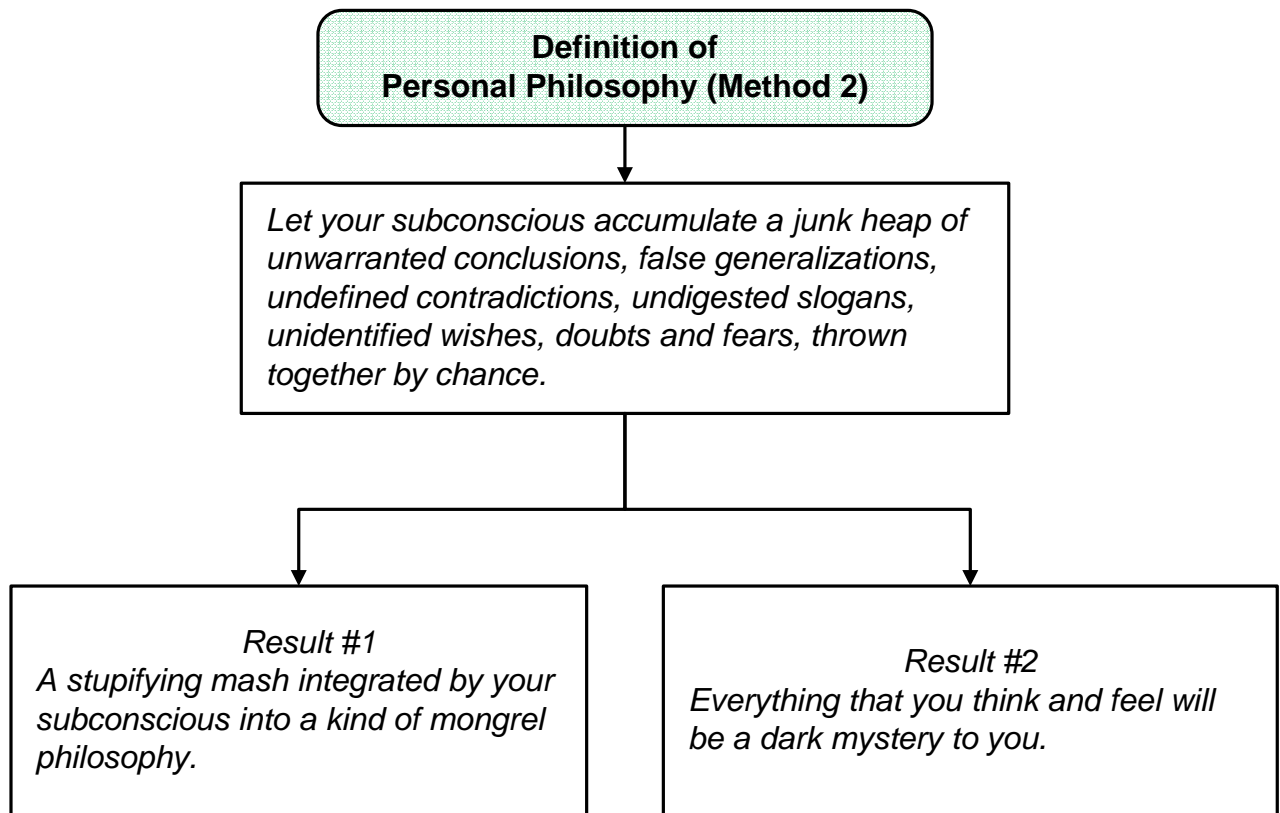 Definition of
Personal Philosophy (Method 2)
Let your subconscious accumulate a junk heap of
unwarranted conclusions, false generalizations,
undefined contradictions, undigested slogans,
unidentified wishes, doubts and fears, thrown
together by chance.
Result #1
A stupifying mash integrated by your
subconscious into a kind of mongrel
philosophy.
Result #2
Everything that you think and feel will
be a dark mystery to you.